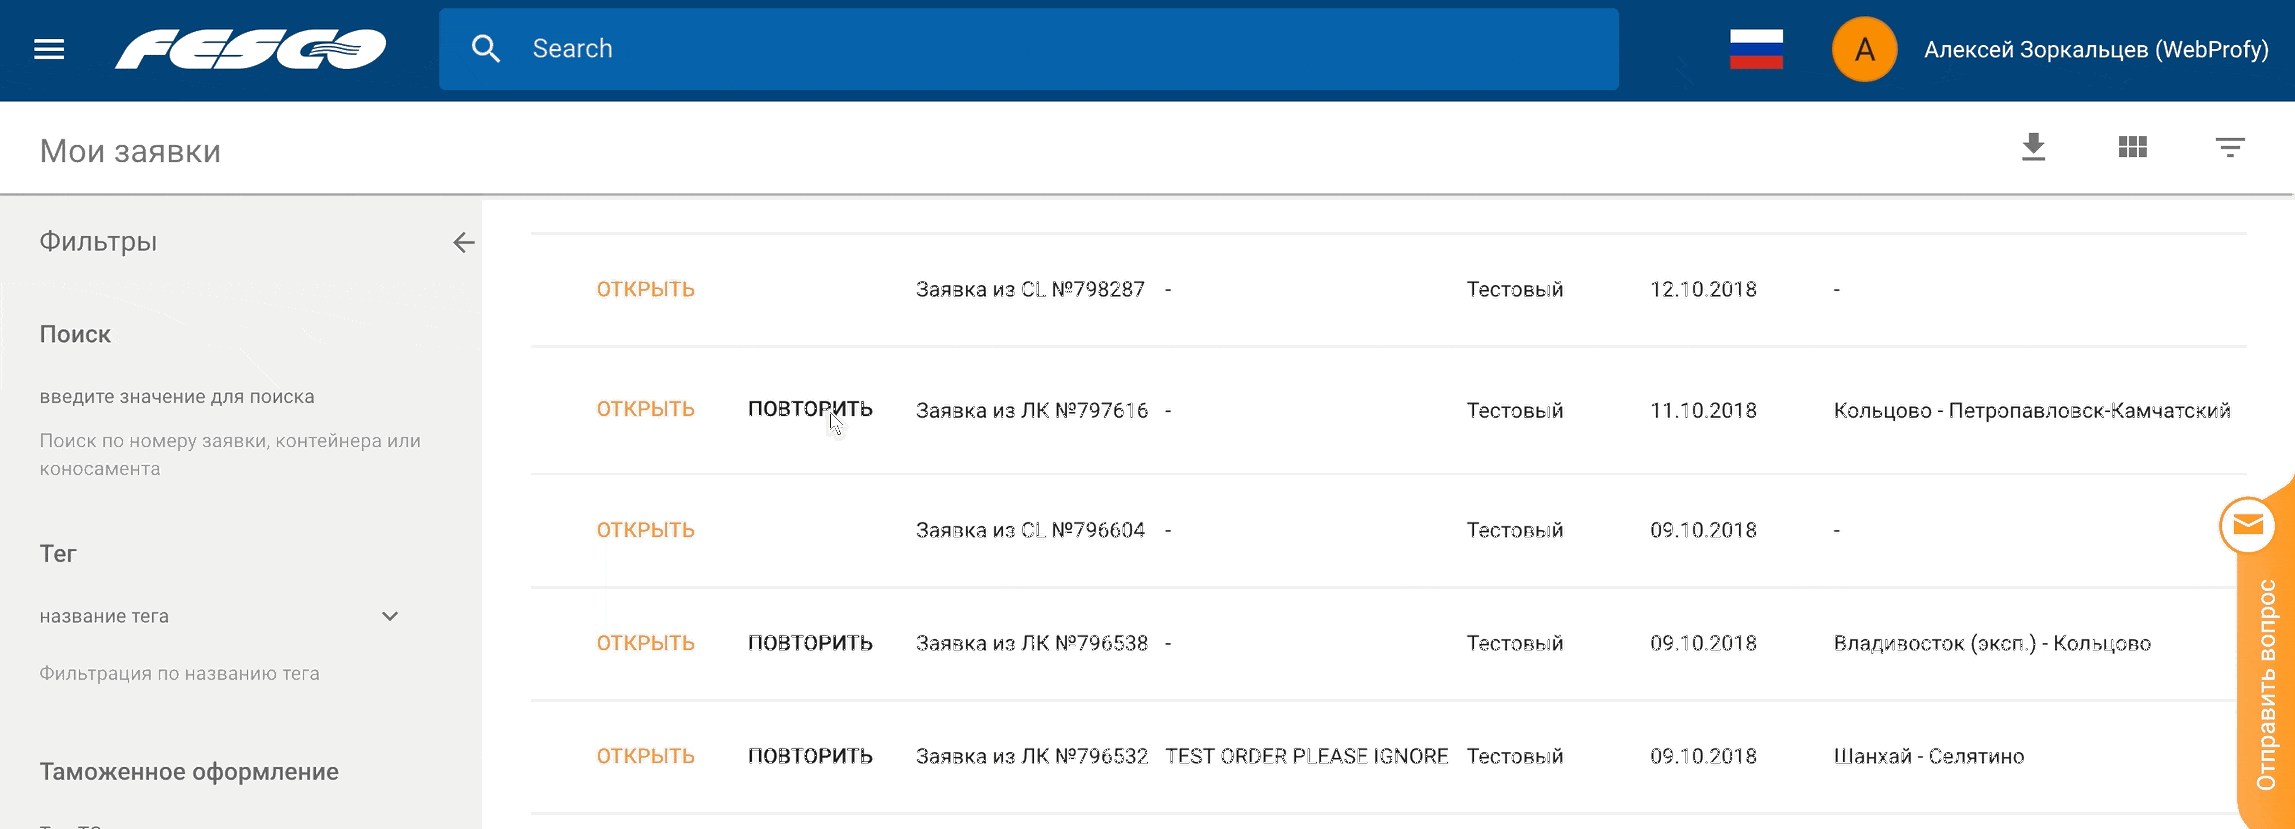 FESCO
Search
Алексей Зоркальцев (WebProfy)
A
Мои заявки
Фильтры
Поиск
введите значение для поиска
Поиск по номеру заявки, контейнера или
коносамента
Тег
название тега
Фильтрация по названию тега
Таможенное оформление
ОТКРЫТЬ Заявка из CL №798287 - Тестовый 12.10.2018 -
ОТКРЫТЬ ПОВТОРИТЬ Заявка из ЛК №797616 - Тестовый 11.10.2018 Кольцово - Петропавловск-Камчатский
ОТКРЫТЬ Заявка из CL №796604 - Тестовый 09.10.2018 -
ОТКРЫТЬ ПОВТОРИТЬ Заявка из ЛК №796538 - Тестовый 09.10.2018 Владивосток (эксп.) - Кольцово
ОТКРЫТЬ ПОВТОРИТЬ Заявка из ЛК №796532 TEST ORDER PLEASE IGNORE Тестовый 09.10.2018 Шанхай - Селятино
Отправить вопрос